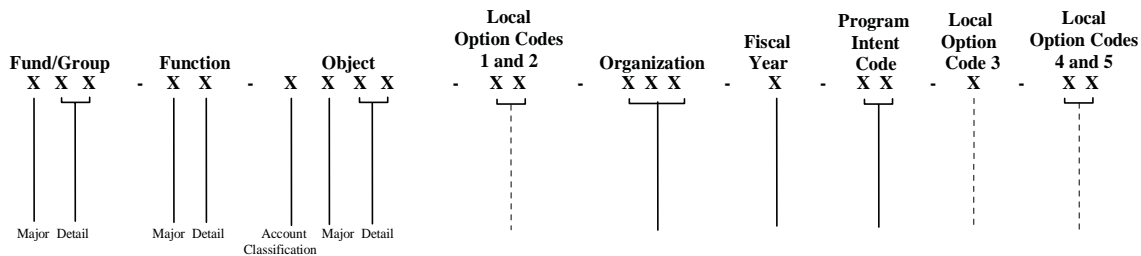 Local
Option Codes
1 and 2
Fiscal
Year
Program
Intent
Code
Local
Option
Code 3
Local
Option Codes
4 and 5
Fund/Group Function Object Organization
X X X - X X - X X X X - X X - X X X - X - X X - X - X X
Major Detail Major Detail Account Classification Major Detail